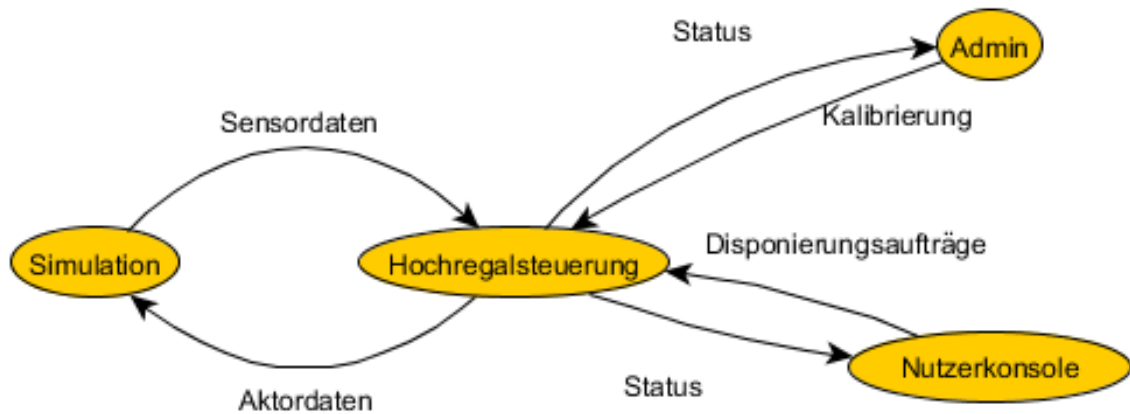 Status
Admin
Kalibrierung
Sensordaten
Disponierungsaufträge
Simulation
Hochregalsteuerung
Nutzerkonsole
Status
Aktordaten